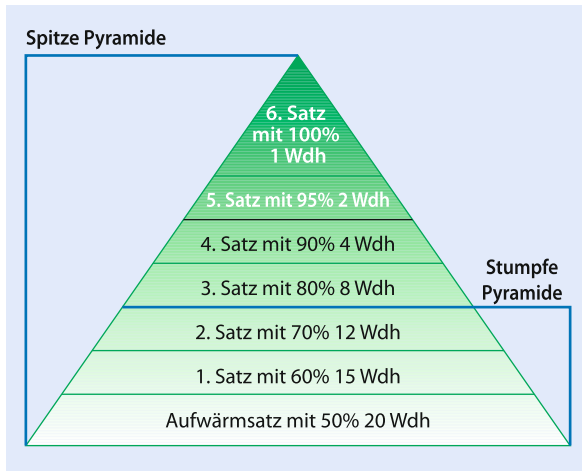 Spitze Pyramide
6. Satz
mit 100%
1 Wdh
5. Satz mit 95% 2 Wdh
4. Satz mit 90% 4 Wdh
Stumpfe
Pyramide
3. Satz mit 80% 8 Wdh
2. Satz mit 70% 12 Wdh
1. Satz mit 60% 15 Wdh
Aufwärmsatz mit 50% 20 Wdh